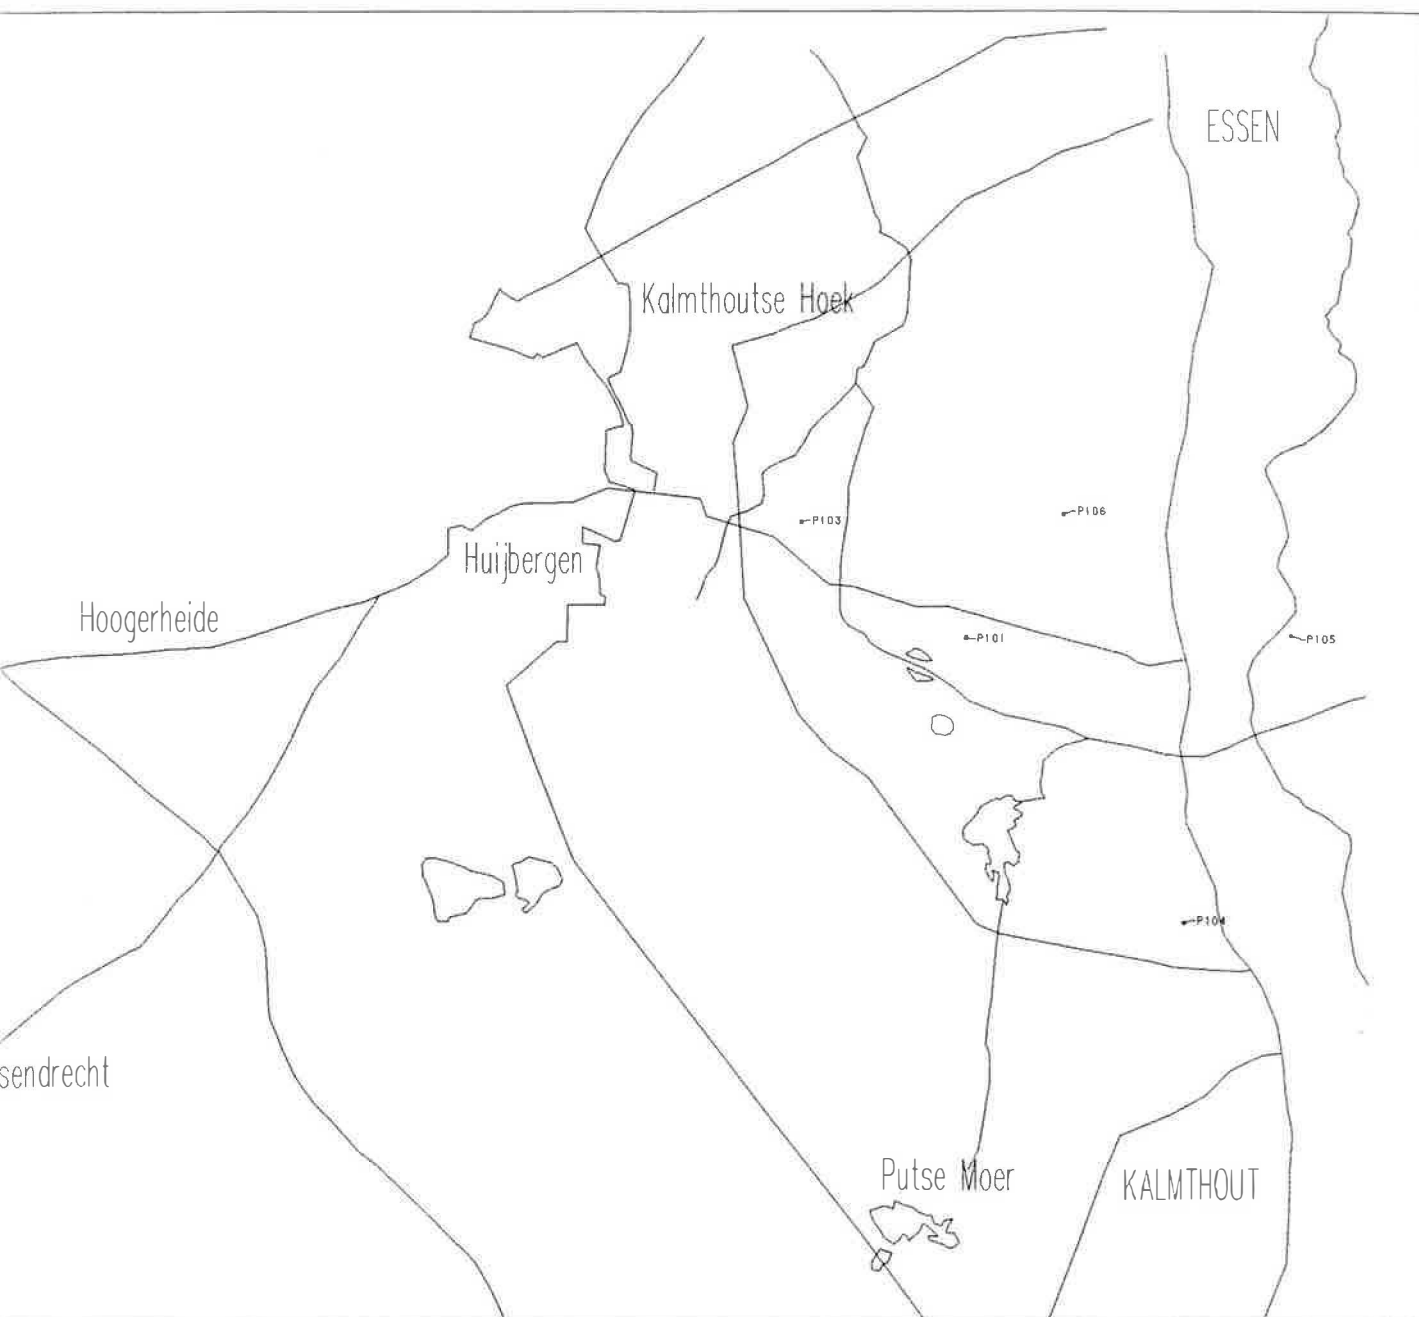 ESSEN
Kalmthoutse Hoek
P103
P106
Huijbergen
Hoogerheide
P101
P105
P104
sendrecht
Putse Moer
KALMTHOUT